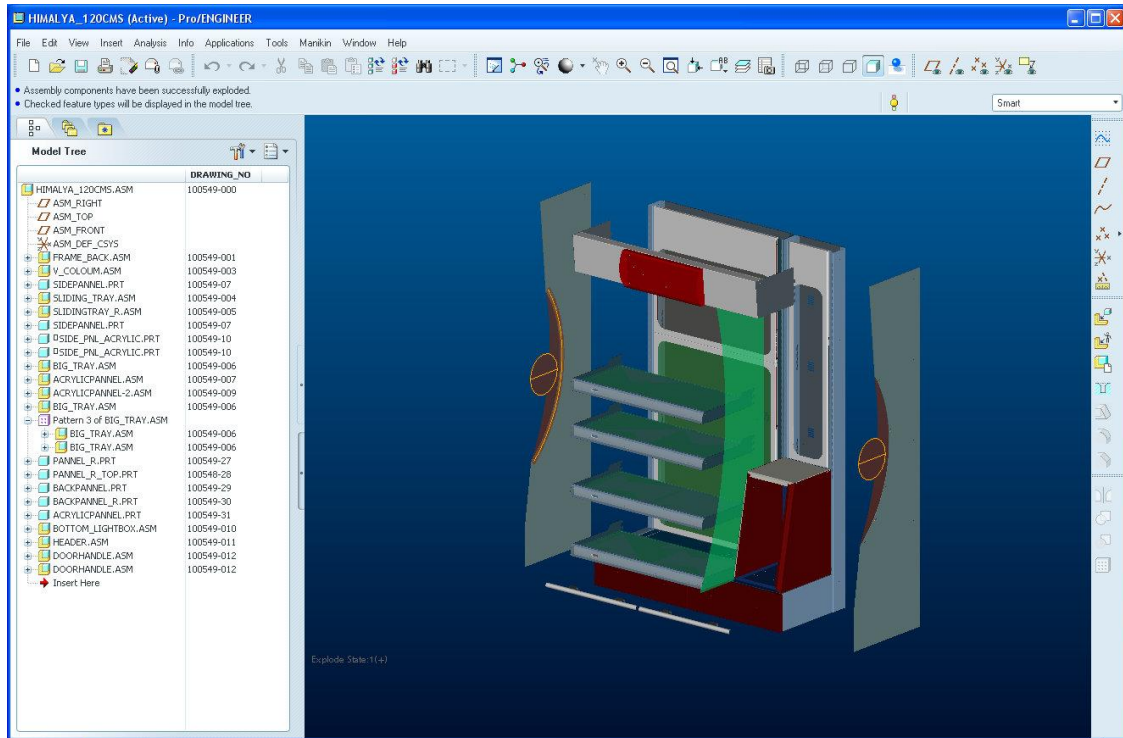 HIMALYA_120CMS (Active) - Pro/ENGINEER
File Edit View Insert Analysis Info Applications Tools Manikin Window Help
• Assembly components have been successfully exploded.
• Checked feature types will be displayed in the model tree.
Smart
Model Tree
DRAWING_NO
HIMALYA_120CMS.ASM 100549-000
ASM_RIGHT
ASM_TOP
ASM_FRONT
ASM_DEF_CSYS
FRAME_BACK.ASM 100549-001
V_COLOUM.ASM 100549-003
SIDEPANNEL.PRT 100549-07
SLIDING_TRAY.ASM 100549-004
SLIDINGTRAY_R.ASM 100549-005
SIDEPANNEL.PRT 100549-07
SIDE_PNL_ACRYLIC.PRT 100549-10
SIDE_PNL_ACRYLIC.PRT 100549-10
BIG_TRAY.ASM 100549-006
ACRYLICPANNEL.ASM 100549-007
ACRYLICPANNEL-2.ASM 100549-009
BIG_TRAY.ASM 100549-006
Pattern 3 of BIG_TRAY.ASM
BIG_TRAY.ASM 100549-006
BIG_TRAY.ASM 100549-006
PANNEL_R.PRT 100549-27
PANNEL_R_TOP.PRT 100548-28
BACKPANNEL.PRT 100549-29
BACKPANNEL_R.PRT 100549-30
ACRYLICPANNEL.PRT 100549-31
BOTTOM_LIGHTBOX.ASM 100549-010
HEADER.ASM 100549-011
DOORHANDLE.ASM 100549-012
DOORHANDLE.ASM 100549-012
Insert Here
Explode State:1(+)